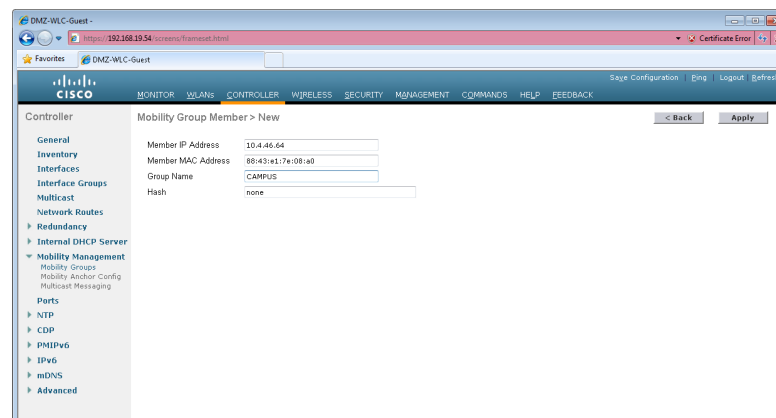 DMZ-WLC-Guest -
https://192.168.19.54/screens/frameset.html Certificate Error
Favorites DMZ-WLC-Guest
Save Configuration Ping Logout Refresh
CISCO MONITOR WLANs CONTROLLER WIRELESS SECURITY MANAGEMENT COMMANDS HELP FEEDBACK
Controller
General
Inventory
Interfaces
Interface Groups
Multicast
Network Routes
Redundancy
Internal DHCP Server
Mobility Management
Mobility Groups
Mobility Anchor Config
Multicast Messaging
Ports
NTP
CDP
PMIPv6
IPv6
mDNS
Advanced
Mobility Group Member > New < Back Apply
Member IP Address 10.4.46.64
Member MAC Address 88:43:e1:7e:08:a0
Group Name CAMPUS
Hash none